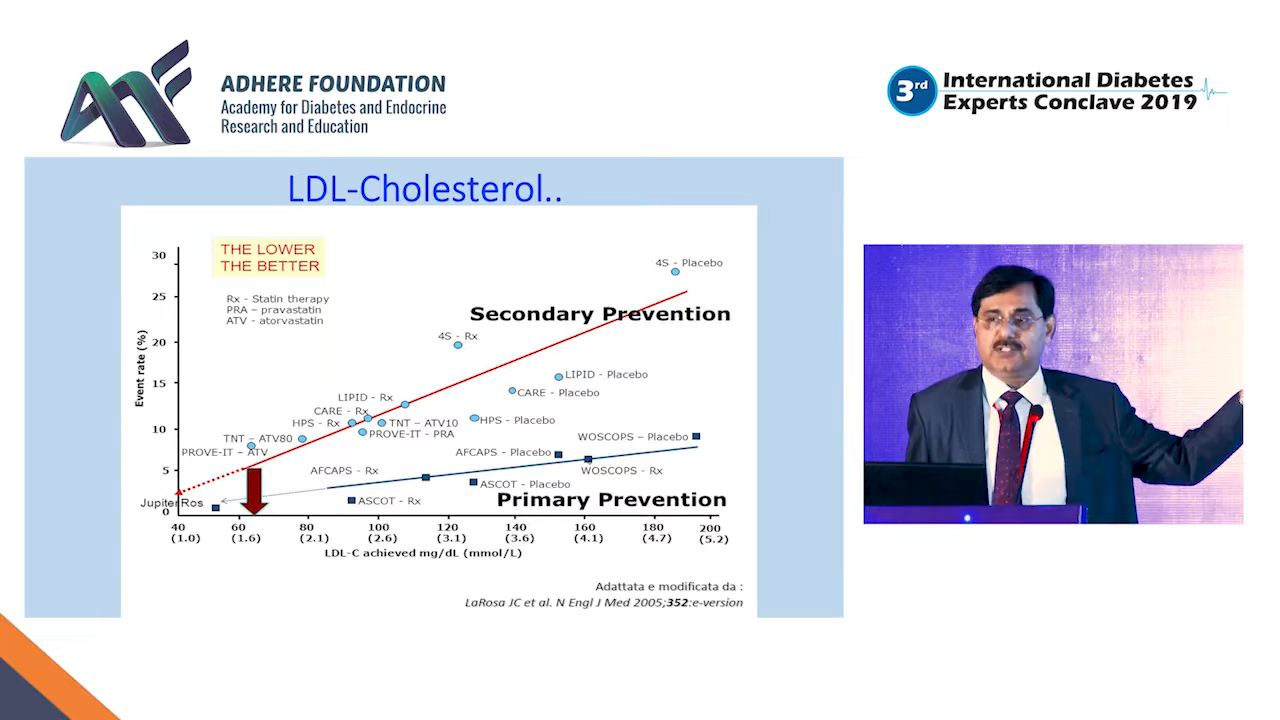 ADHERE FOUNDATION
Academy for Diabetes and Endocrine
Research and Education
3rd International Diabetes
Experts Conclave 2019
LDL-Cholesterol..
THE LOWER
THE BETTER
Rx - Statin therapy
PRA – pravastatin
ATV - atorvastatin
Event rate (%)
30
25
20
15
10
5
0
4S - Placebo
Secondary Prevention
4S - Rx
LIPID - Placebo
CARE - Placebo
LIPID - Rx
CARE - Rx
HPS - Rx
TNT – ATV10
HPS - Placebo
PROVE-IT - PRA
TNT – ATV80
PROVE-IT – ATV
WOSCOPS – Placebo
AFCAPS - Placebo
AFCAPS - Rx
WOSCOPS - Rx
ASCOT - Placebo
ASCOT - Rx
Primary Prevention
Jupiter Ros
40 60 80 100 120 140 160 180 200
(1.0) (1.6) (2.1) (2.6) (3.1) (3.6) (4.1) (4.7) (5.2)
LDL-C achieved mg/dL (mmol/L)
Adattata e modificata da :
LaRosa JC et al. N Engl J Med 2005;352:e-version